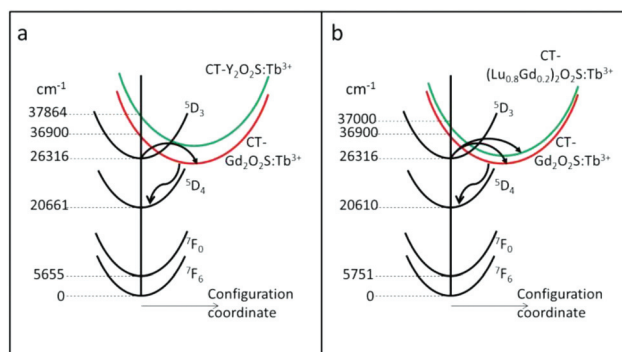 a
CT-Y₂O₂S:Tb³⁺
cm⁻¹
37864
36900
26316
20661
5655
0
⁵D₃
CT-
Gd₂O₂S:Tb³⁺
⁵D₄
⁷F₀
⁷F₆
Configuration
coordinate
b
CT-
(Lu₀.₈Gd₀.₂)₂O₂S:Tb³⁺
cm⁻¹
37000
36900
26316
20610
5751
0
⁵D₃
CT-
Gd₂O₂S:Tb³⁺
⁵D₄
⁷F₀
⁷F₆
Configuration
coordinate